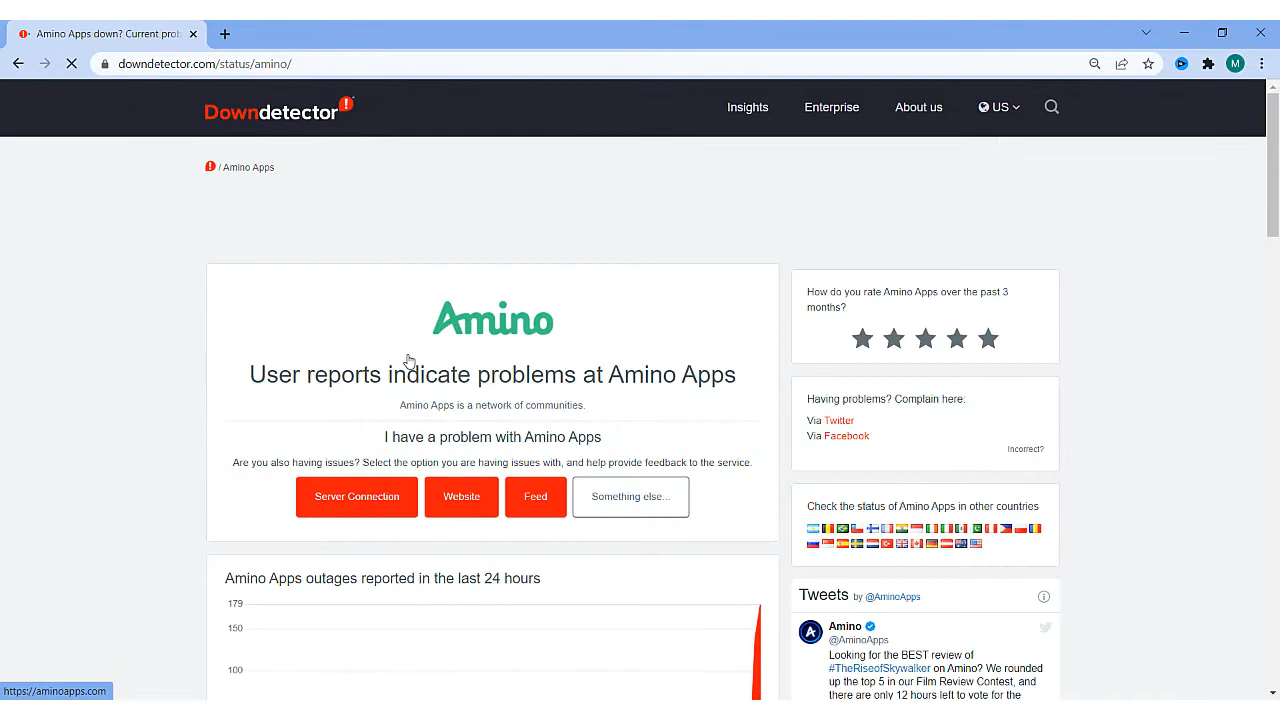 Amino Apps down? Current prob
downdetector.com/status/amino/
M
Downdetector
Insights
Enterprise
About us
US
/ Amino Apps
Amino
User reports indicate problems at Amino Apps
Amino Apps is a network of communities.
I have a problem with Amino Apps
Are you also having issues? Select the option you are having issues with, and help provide feedback to the service.
Server Connection
Website
Feed
Something else...
Amino Apps outages reported in the last 24 hours
179
150
100
How do you rate Amino Apps over the past 3
months?
Having problems? Complain here:
Via Twitter
Via Facebook
Incorrect?
Check the status of Amino Apps in other countries
Tweets by @AminoApps
Amino
@AminoApps
Looking for the BEST review of
#TheRiseofSkywalker on Amino? We rounded
up the top 5 in our Film Review Contest, and
there are only 12 hours left to vote for the
https://aminoapps.com